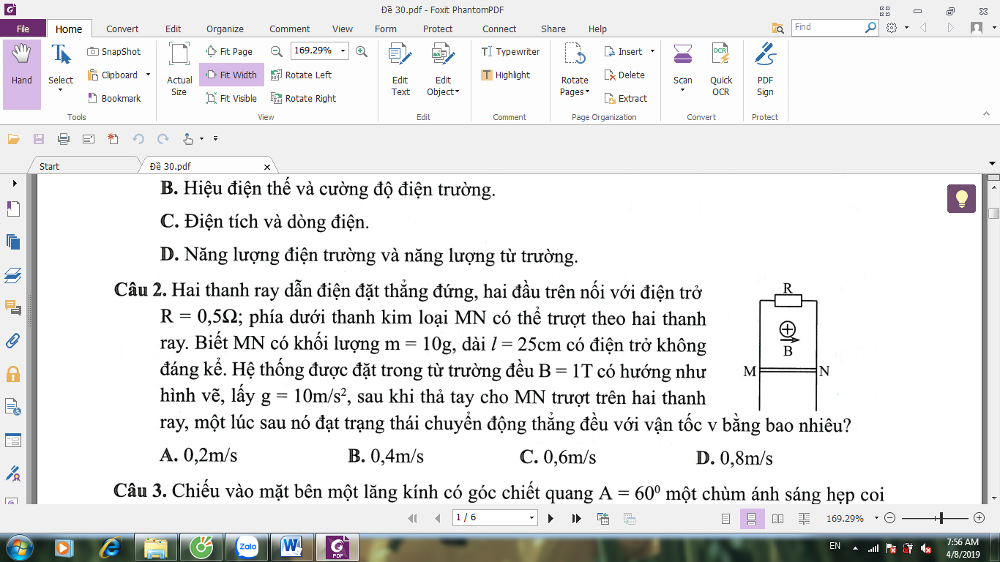 Đề 30.pdf - Foxit PhantomPDF
File Home Convert Edit Organize Comment View Form Protect Connect Share Help Find
Hand
Select
SnapShot
Clipboard
Bookmark
Tools
Actual Size
Fit Page
Fit Width
Fit Visible
169.29%
Rotate Left
Rotate Right
View
Edit Text
Edit Object
Edit
Typewriter
Highlight
Comment
Rotate Pages
Insert
Delete
Extract
Page Organization
Scan
Quick OCR
Convert
PDF Sign
Protect
Start Đề 30.pdf
B. Hiệu điện thế và cường độ điện trường.
C. Điện tích và dòng điện.
D. Năng lượng điện trường và năng lượng từ trường.
Câu 2. Hai thanh ray dẫn điện đặt thẳng đứng, hai đầu trên nối với điện trở
R = 0,5Ω; phía dưới thanh kim loại MN có thể trượt theo hai thanh
ray. Biết MN có khối lượng m = 10g, dài l = 25cm có điện trở không
đáng kể. Hệ thống được đặt trong từ trường đều B = 1T có hướng như
hình vẽ, lấy g = 10m/s², sau khi thả tay cho MN trượt trên hai thanh
ray, một lúc sau nó đạt trạng thái chuyển động thẳng đều với vận tốc v bằng bao nhiêu?
R
B
M N
A. 0,2m/s B. 0,4m/s C. 0,6m/s D. 0,8m/s
Câu 3. Chiếu vào mặt bên một lăng kính có góc chiết quang A = 60⁰ một chùm ánh sáng hẹp coi
1 / 6
169.29%
Zalo
PDF
EN
7:56 AM
4/8/2019